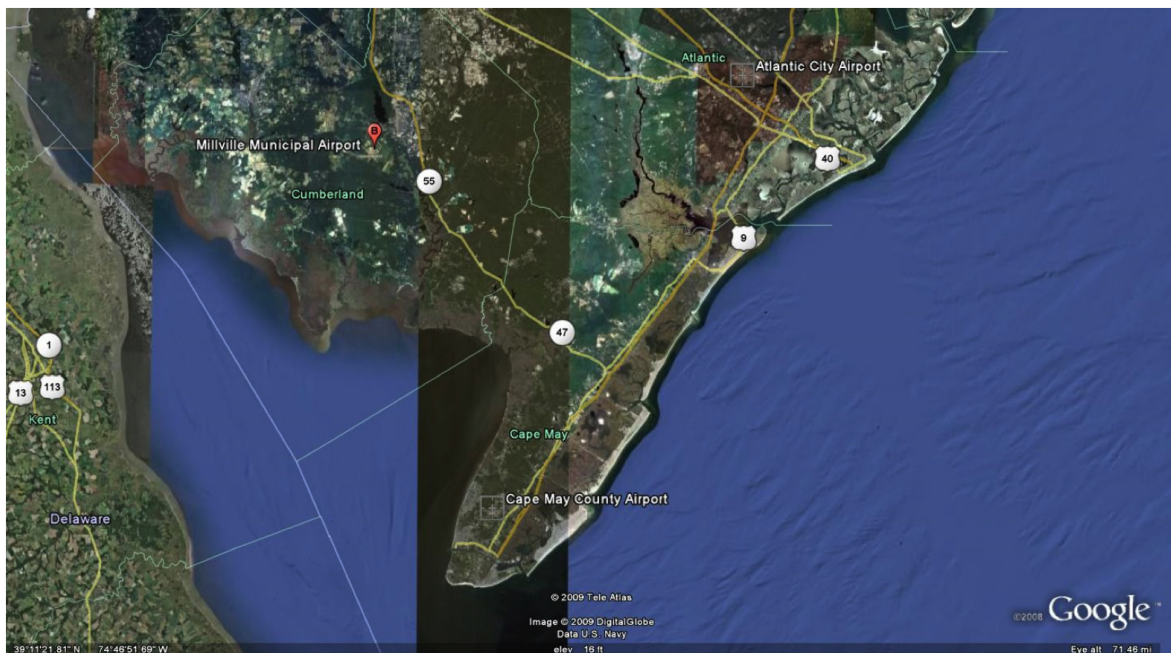 Atlantic
Atlantic City Airport
B
Millville Municipal Airport
40
55
Cumberland
9
47
1
13
113
Kent
Cape May
Cape May County Airport
Delaware
© 2009 Tele Atlas
Image © 2009 DigitalGlobe
Data U.S. Navy
©2008 Google™
39°11'21.81" N 74°46'51.69" W
elev 16 ft
Eye alt 71.46 mi